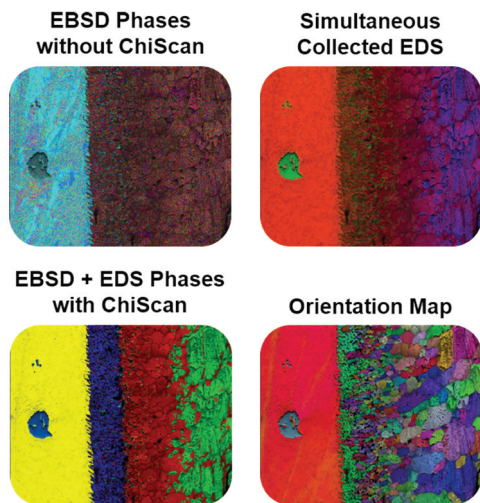 EBSD Phases
without ChiScan
Simultaneous
Collected EDS
EBSD + EDS Phases
with ChiScan
Orientation Map